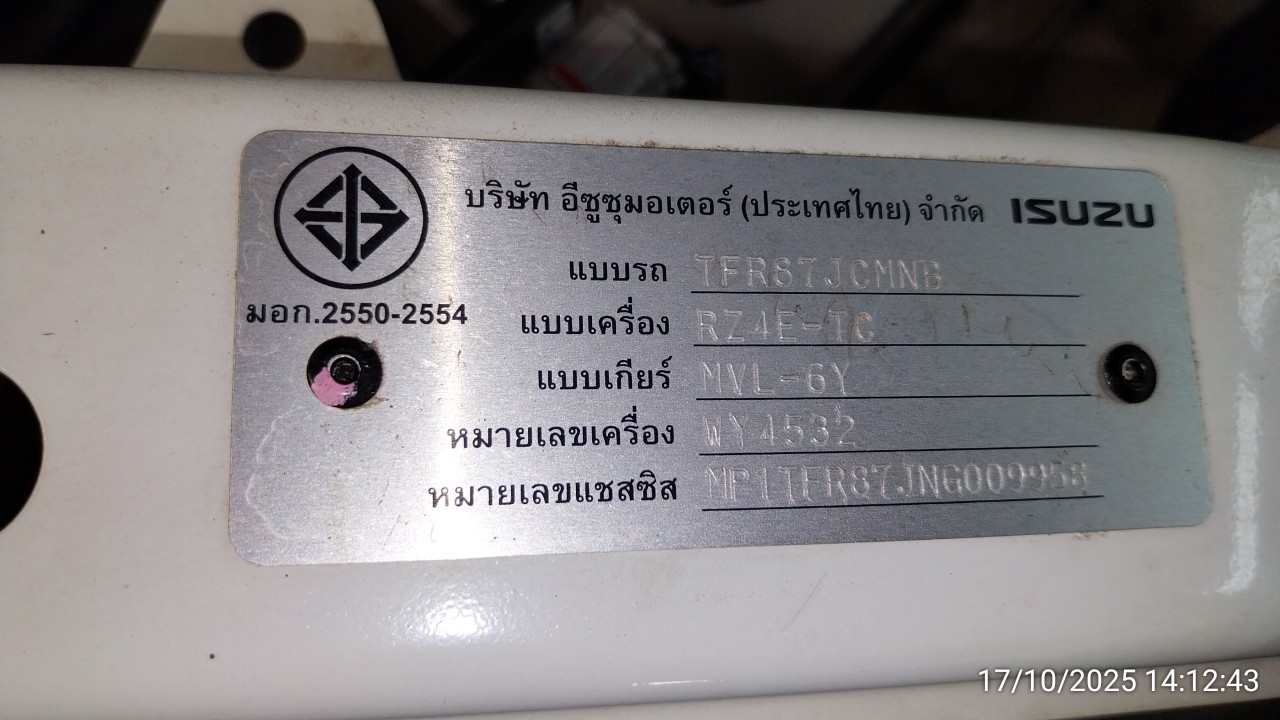 บริษัท อีซูซุมอเตอร์ (ประเทศไทย) จำกัด ISUZU
แบบรถ TFR87JCMNB
มอก.2550-2554
แบบเครื่อง RZ4E-TC
แบบเกียร์ MVL-6Y
หมายเลขเครื่อง WY4532
หมายเลขแชสซิส MP1TFR87JNG009958
17/10/2025 14:12:43